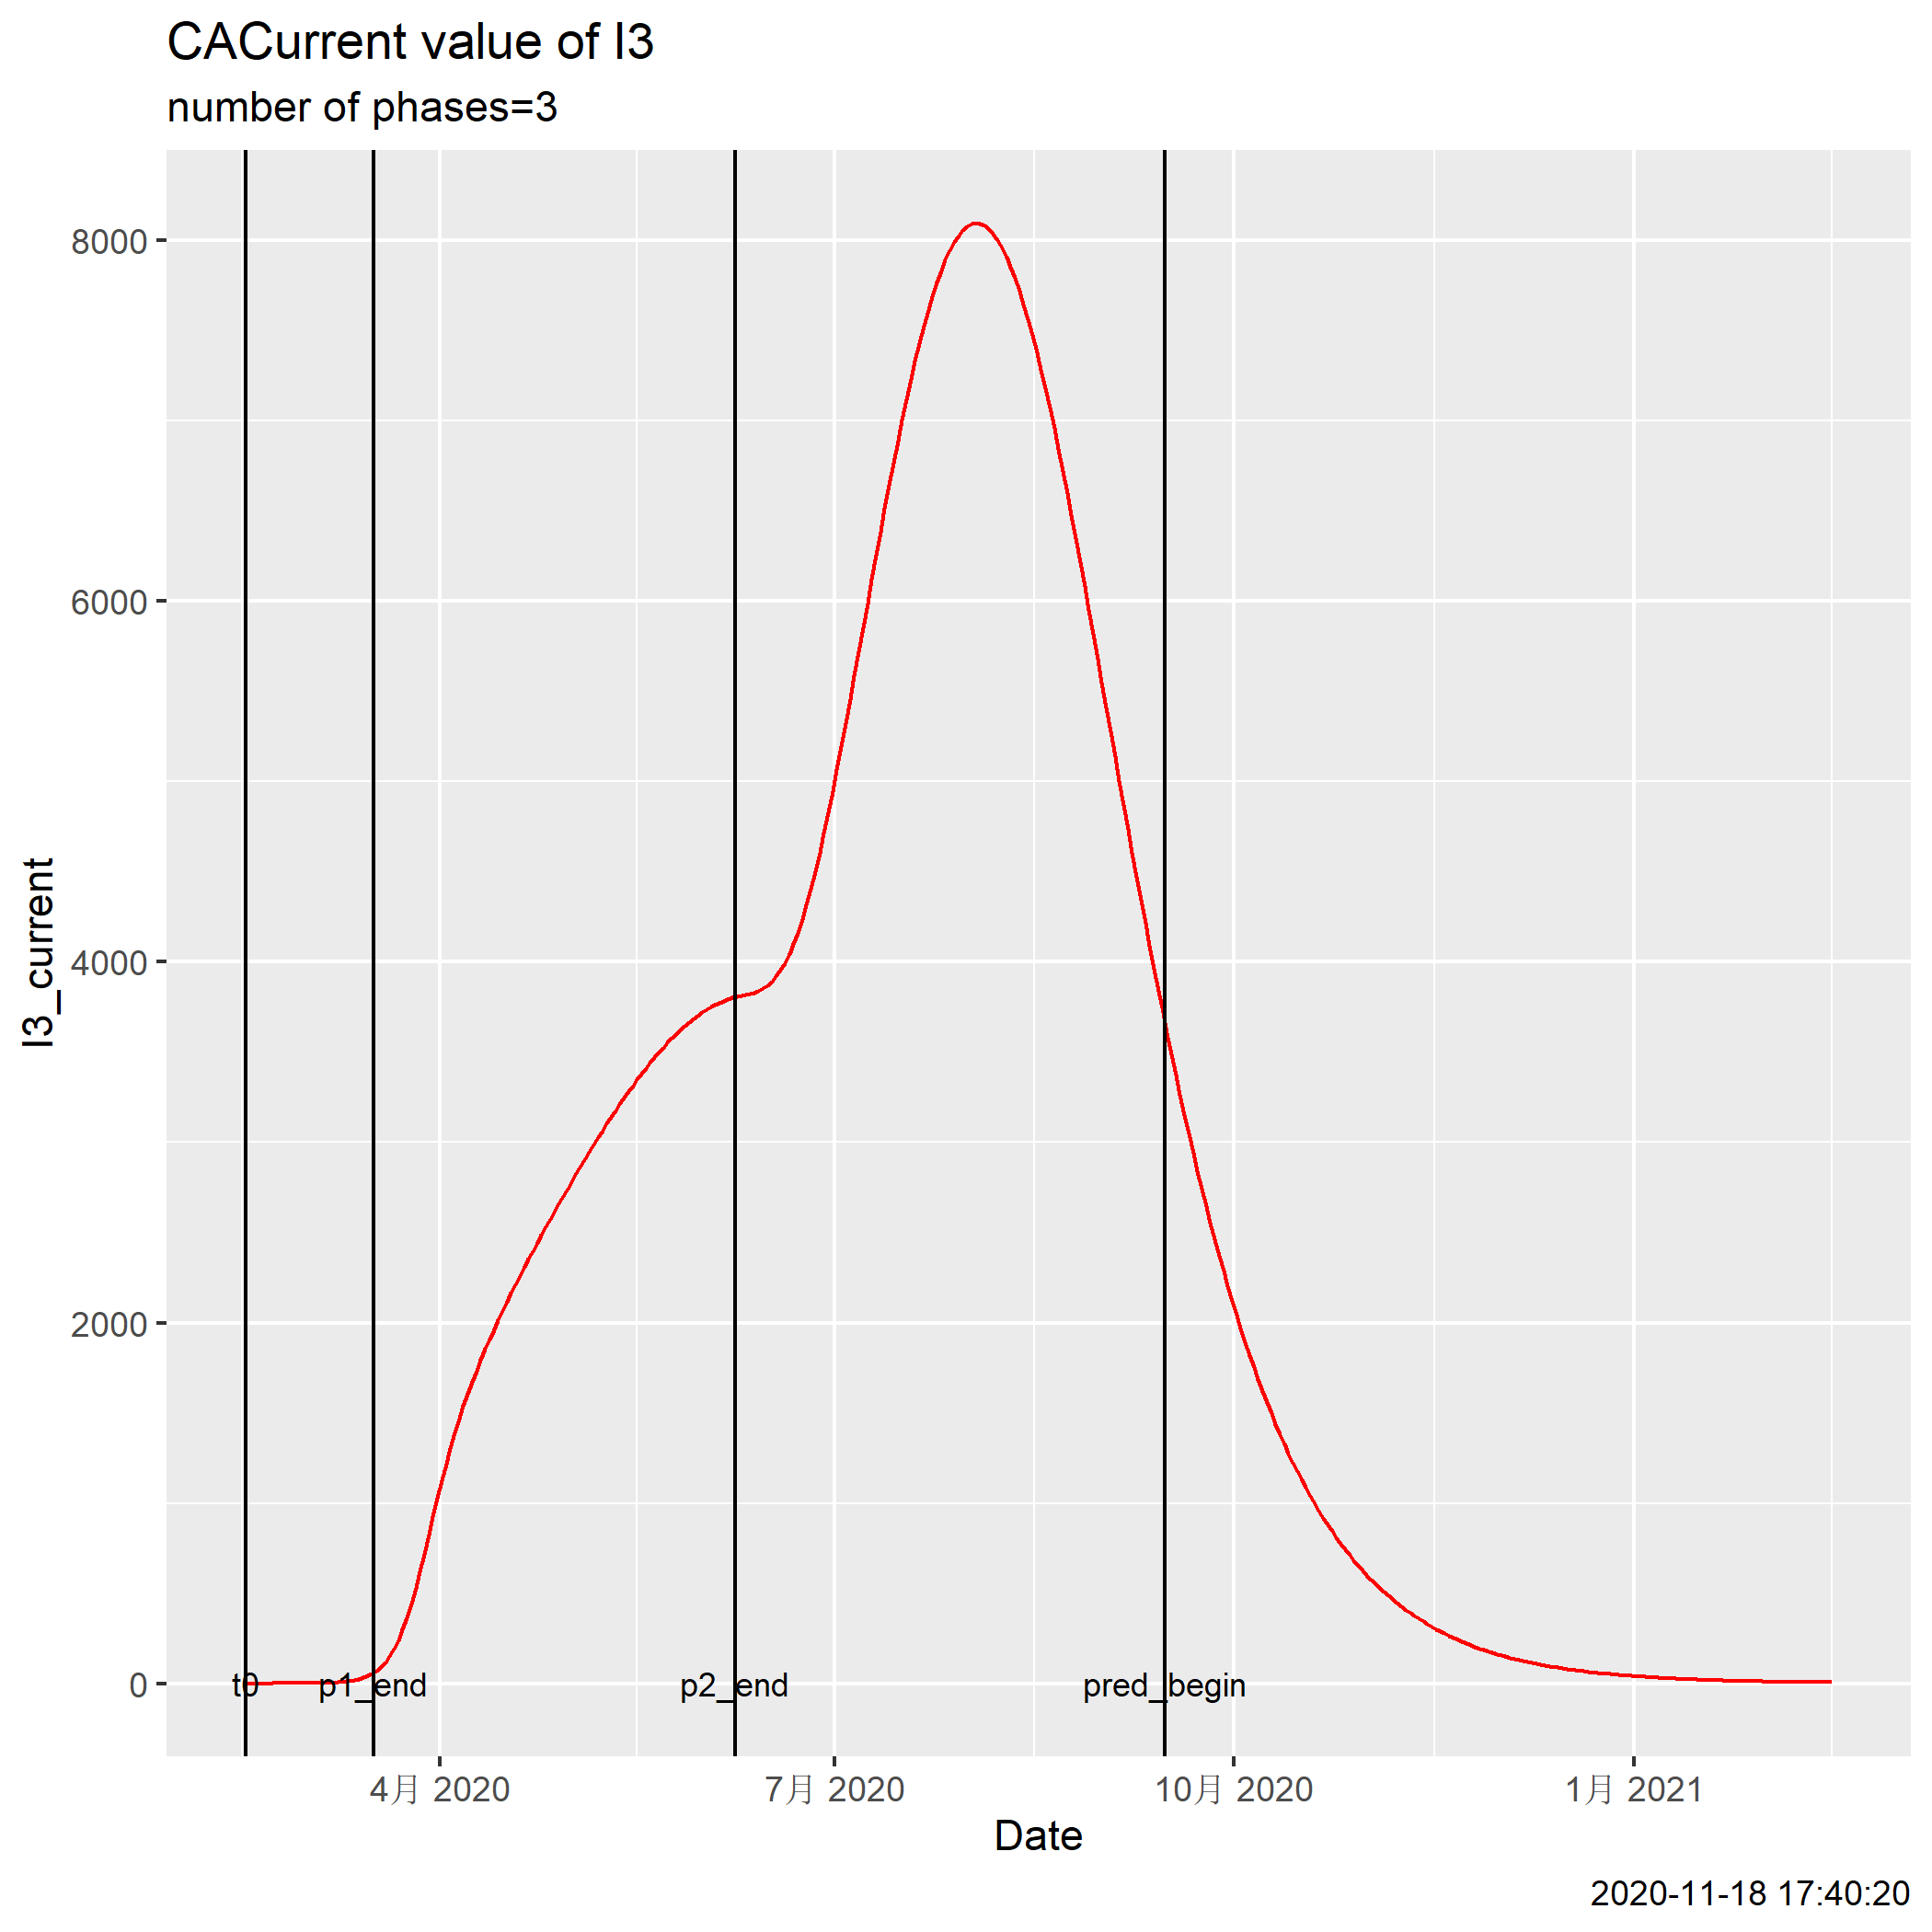 CACurrent value of I3
number of phases=3
I3_current
8000
6000
4000
2000
0
t0
p1_end
p2_end
pred_begin
4月 2020
7月 2020
10月 2020
1月 2021
Date
2020-11-18 17:40:20